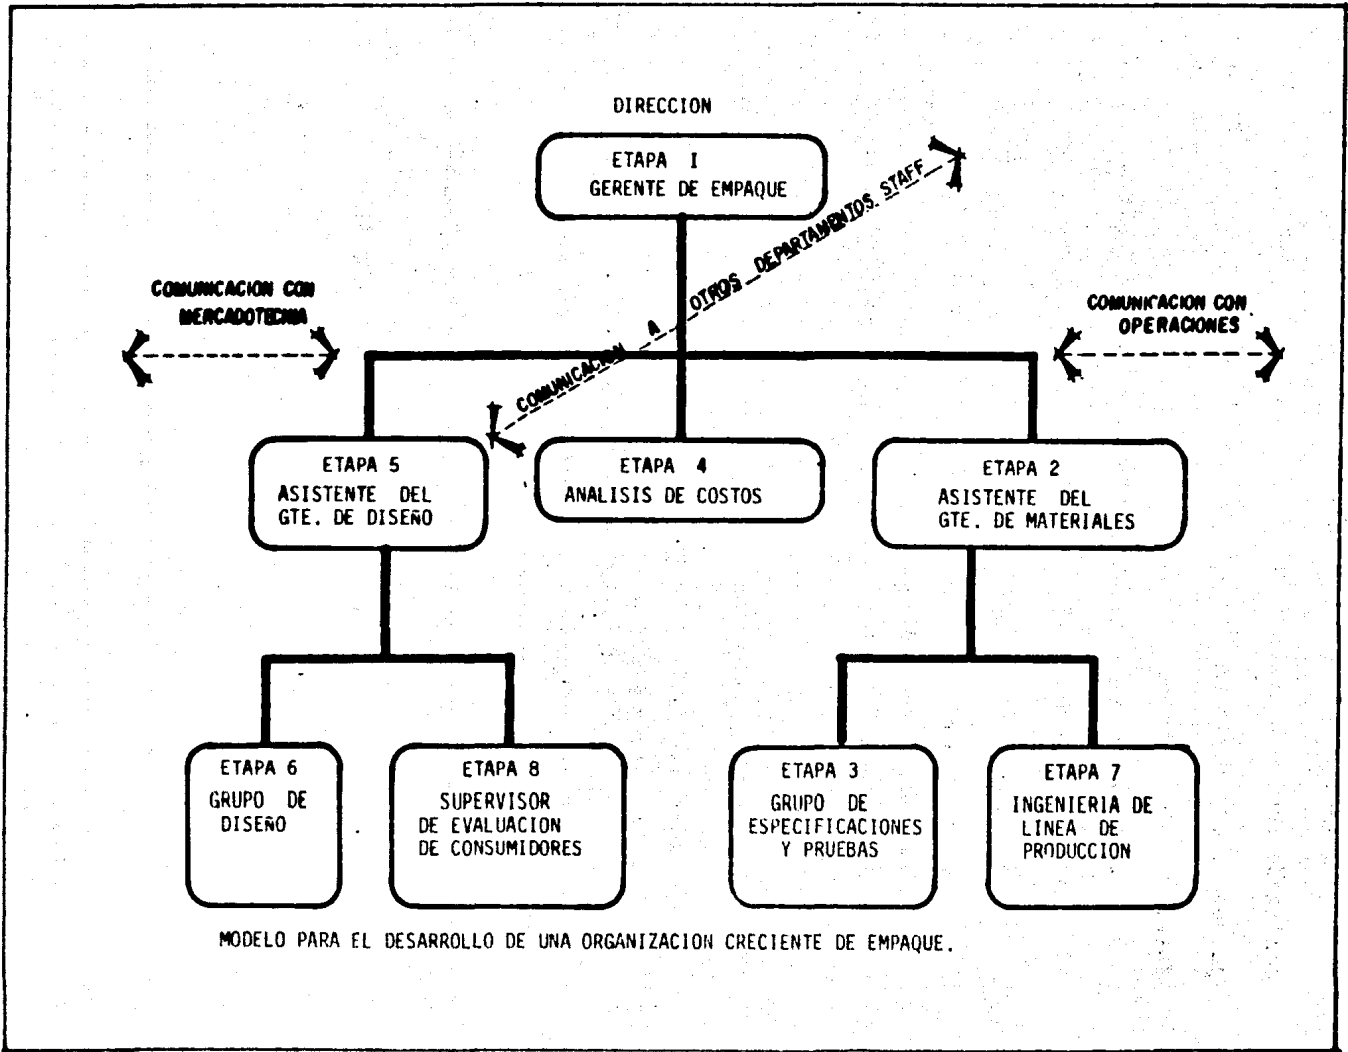 DIRECCION
ETAPA I
GERENTE DE EMPAQUE
COMUNICACION A OTROS DEPARTAMENTOS STAFF
COMUNICACION CON
MERCADOTECNIA
COMUNICACION CON
OPERACIONES
ETAPA 5
ASISTENTE DEL
GTE. DE DISEÑO
ETAPA 4
ANALISIS DE COSTOS
ETAPA 2
ASISTENTE DEL
GTE. DE MATERIALES
ETAPA 6
GRUPO DE
DISEÑO
ETAPA 8
SUPERVISOR
DE EVALUACION
DE CONSUMIDORES
ETAPA 3
GRUPO DE
ESPECIFICACIONES
Y PRUEBAS
ETAPA 7
INGENIERIA DE
LINEA DE
PRODUCCION
MODELO PARA EL DESARROLLO DE UNA ORGANIZACION CRECIENTE DE EMPAQUE.